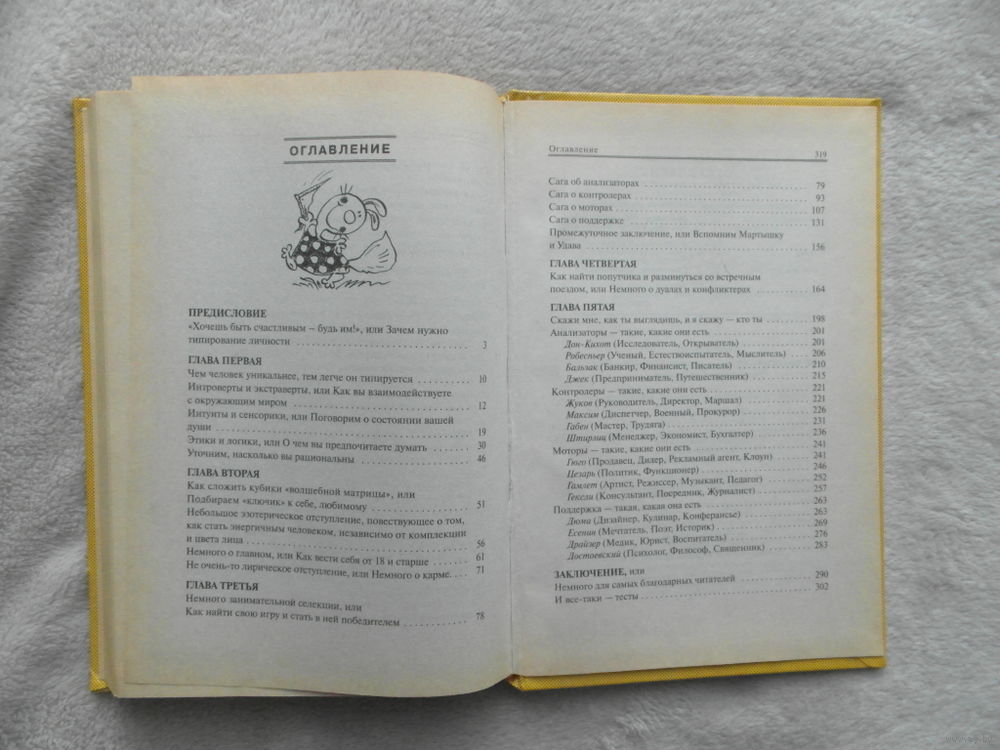 ОГЛАВЛЕНИЕ
ПРЕДИСЛОВИЕ
«Хочешь быть счастливым – будь им!», или Зачем нужно
типирование личности 3
ГЛАВА ПЕРВАЯ
Чем человек уникальнее, тем легче он типируется 10
Интроверты и экстраверты, или Как вы взаимодействуете
с окружающим миром 12
Интуиты и сенсорики, или Поговорим о состоянии вашей
души 19
Этики и логики, или О чем вы предпочитаете думать 30
Уточним, насколько вы рациональны 46
ГЛАВА ВТОРАЯ
Как сложить кубики «волшебной матрицы», или
Подбираем «ключик» к себе, любимому 51
Небольшое эзотерическое отступление, повествующее о том,
как стать энергичным человеком, независимо от комплекции
и цвета лица 56
Немного о главном, или Как вести себя от 18 и старше 61
Не очень-то лирическое отступление, или Немного о карме. 71
ГЛАВА ТРЕТЬЯ
Немного занимательной селекции, или
Как найти свою игру и стать в ней победителем 78
Оглавление 319
Сага об анализаторах 79
Сага о контролерах 93
Сага о моторах 107
Сага о поддержке 131
Промежуточное заключение, или Вспомним Мартышку
и Удава 156
ГЛАВА ЧЕТВЕРТАЯ
Как найти попутчика и разминуться со встречным
поездом, или Немного о дуалах и конфликтерах 164
ГЛАВА ПЯТАЯ
Скажи мне, как ты выглядишь, и я скажу — кто ты 198
Анализаторы — такие, какие они есть 201
Дон-Кихот (Исследователь, Открыватель) 201
Робеспьер (Ученый, Естествоиспытатель, Мыслитель) 206
Бальзак (Банкир, Финансист, Писатель) 210
Джек (Предприниматель, Путешественник) 215
Контролеры — такие, какие они есть 221
Жуков (Руководитель, Директор, Маршал) 221
Максим (Диспетчер, Военный, Прокурор) 226
Габен (Мастер, Трудяга) 231
Штирлиц (Менеджер, Экономист, Бухгалтер) 236
Моторы — такие, какие они есть 241
Гюго (Продавец, Дилер, Рекламный агент, Клоун) 241
Цезарь (Политик, Функционер) 246
Гамлет (Артист, Режиссер, Музыкант, Педагог) 252
Гексли (Консультант, Посредник, Журналист) 257
Поддержка — такая, какая она есть 263
Дюма (Дизайнер, Кулинар, Конферансье) 263
Есенин (Мечтатель, Поэт, Историк) 269
Драйзер (Медик, Юрист, Воспитатель) 276
Достоевский (Психолог, Философ, Священник) 283
ЗАКЛЮЧЕНИЕ, или
Немного для самых благодарных читателей 290
И все-таки — тесты 302